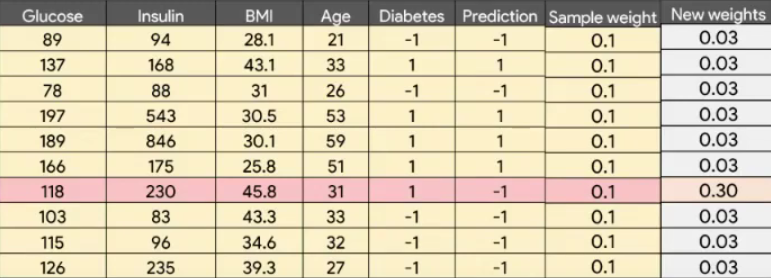 Glucose Insulin BMI Age Diabetes Prediction Sample weight New weights
89 94 28.1 21 -1 -1 0.1 0.03
137 168 43.1 33 1 1 0.1 0.03
78 88 31 26 -1 -1 0.1 0.03
197 543 30.5 53 1 1 0.1 0.03
189 846 30.1 59 1 1 0.1 0.03
166 175 25.8 51 1 1 0.1 0.03
118 230 45.8 31 1 -1 0.1 0.30
103 83 43.3 33 -1 -1 0.1 0.03
115 96 34.6 32 -1 -1 0.1 0.03
126 235 39.3 27 -1 -1 0.1 0.03